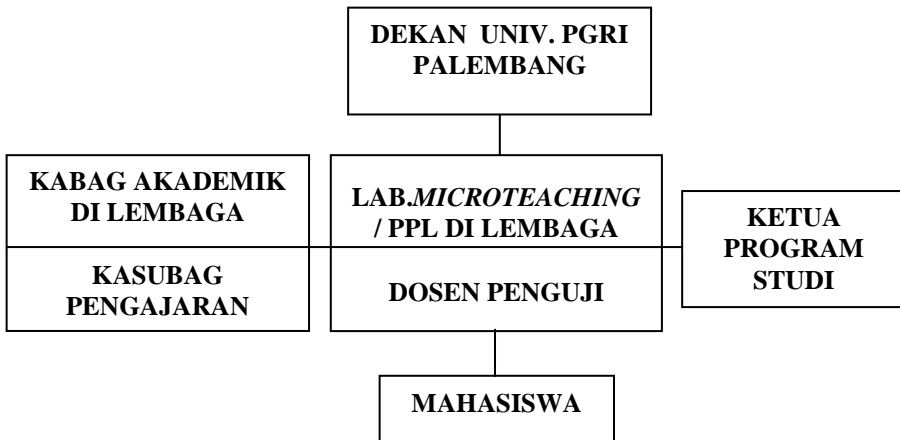 DEKAN UNIV. PGRI
PALEMBANG
KABAG AKADEMIK
DI LEMBAGA
KASUBAG
PENGAJARAN
LAB.MICROTEACHING
/ PPL DI LEMBAGA
DOSEN PENGUJI
KETUA
PROGRAM
STUDI
MAHASISWA